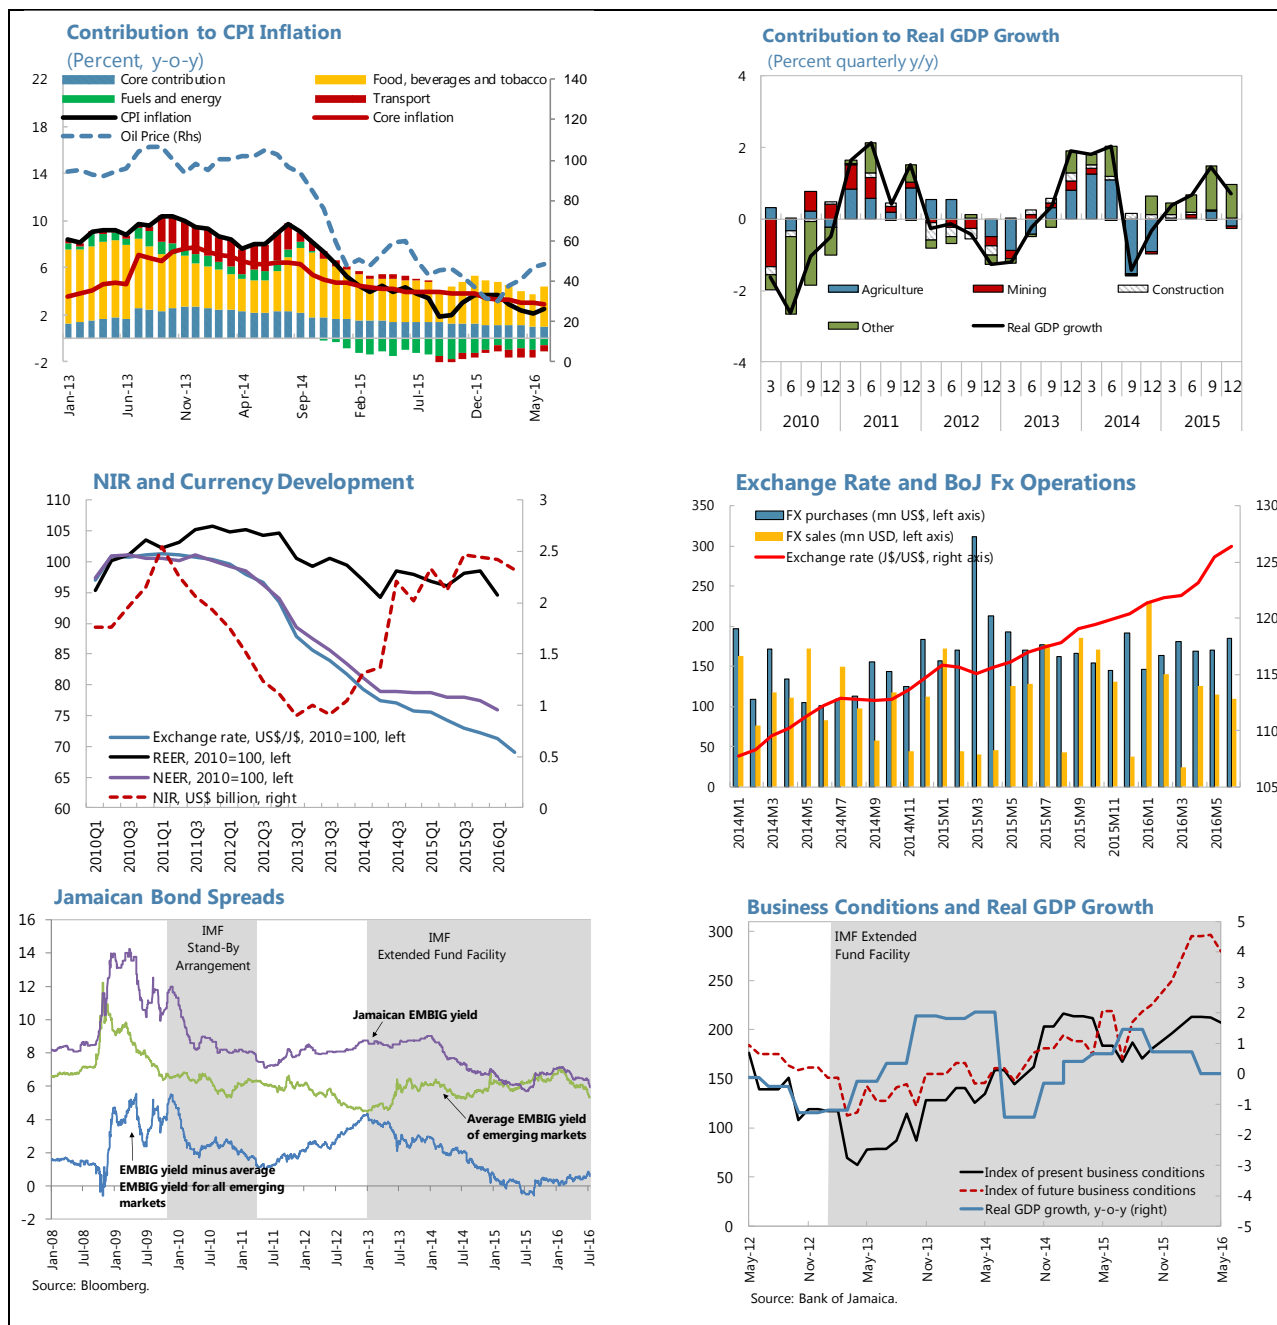 Contribution to CPI Inflation
(Percent, y-o-y)
22
18
14
10
6
2
-2
140
120
100
80
60
40
20
0
Core contribution
Food, beverages and tobacco
Fuels and energy
Transport
CPI inflation
Core inflation
Oil Price (Rhs)
Jan-13
Jun-13
Nov-13
Apr-14
Sep-14
Feb-15
Jul-15
Dec-15
May-16
Contribution to Real GDP Growth
(Percent quarterly y/y)
4
2
0
-2
-4
Agriculture
Mining
Construction
Other
Real GDP growth
3 6 9 12 3 6 9 12 3 6 9 12 3 6 9 12 3 6 9 12 3 6 9 12
2010 2011 2012 2013 2014 2015
NIR and Currency Development
110
105
100
95
90
85
80
75
70
65
60
3
2.5
2
1.5
1
0.5
0
Exchange rate, US$/J$, 2010=100, left
REER, 2010=100, left
NEER, 2010=100, left
NIR, US$ billion, right
2010Q1
2010Q3
2011Q1
2011Q3
2012Q1
2012Q3
2013Q1
2013Q3
2014Q1
2014Q3
2015Q1
2015Q3
2016Q1
Exchange Rate and BoJ Fx Operations
350
300
250
200
150
100
50
0
130
125
120
115
110
105
FX purchases (mn US$, left axis)
FX sales (mn USD, left axis)
Exchange rate (J$/US$, right axis)
2014M1
2014M3
2014M5
2014M7
2014M9
2014M11
2015M1
2015M3
2015M5
2015M7
2015M9
2015M11
2016M1
2016M3
2016M5
Jamaican Bond Spreads
16
14
12
10
8
6
4
2
0
-2
IMF
Stand-By
Arrangement
IMF
Extended Fund Facility
Jamaican EMBIG yield
Average EMBIG yield
of emerging markets
EMBIG yield minus average
EMBIG yield for all emerging
markets
Jan-08
Jul-08
Jan-09
Jul-09
Jan-10
Jul-10
Jan-11
Jul-11
Jan-12
Jul-12
Jan-13
Jul-13
Jan-14
Jul-14
Jan-15
Jul-15
Jan-16
Jul-16
Source: Bloomberg.
Business Conditions and Real GDP Growth
300
250
200
150
100
50
0
5
4
3
2
1
0
-1
-2
-3
-4
-5
IMF Extended
Fund Facility
Index of present business conditions
Index of future business conditions
Real GDP growth, y-o-y (right)
May-12
Nov-12
May-13
Nov-13
May-14
Nov-14
May-15
Nov-15
May-16
Source: Bank of Jamaica.